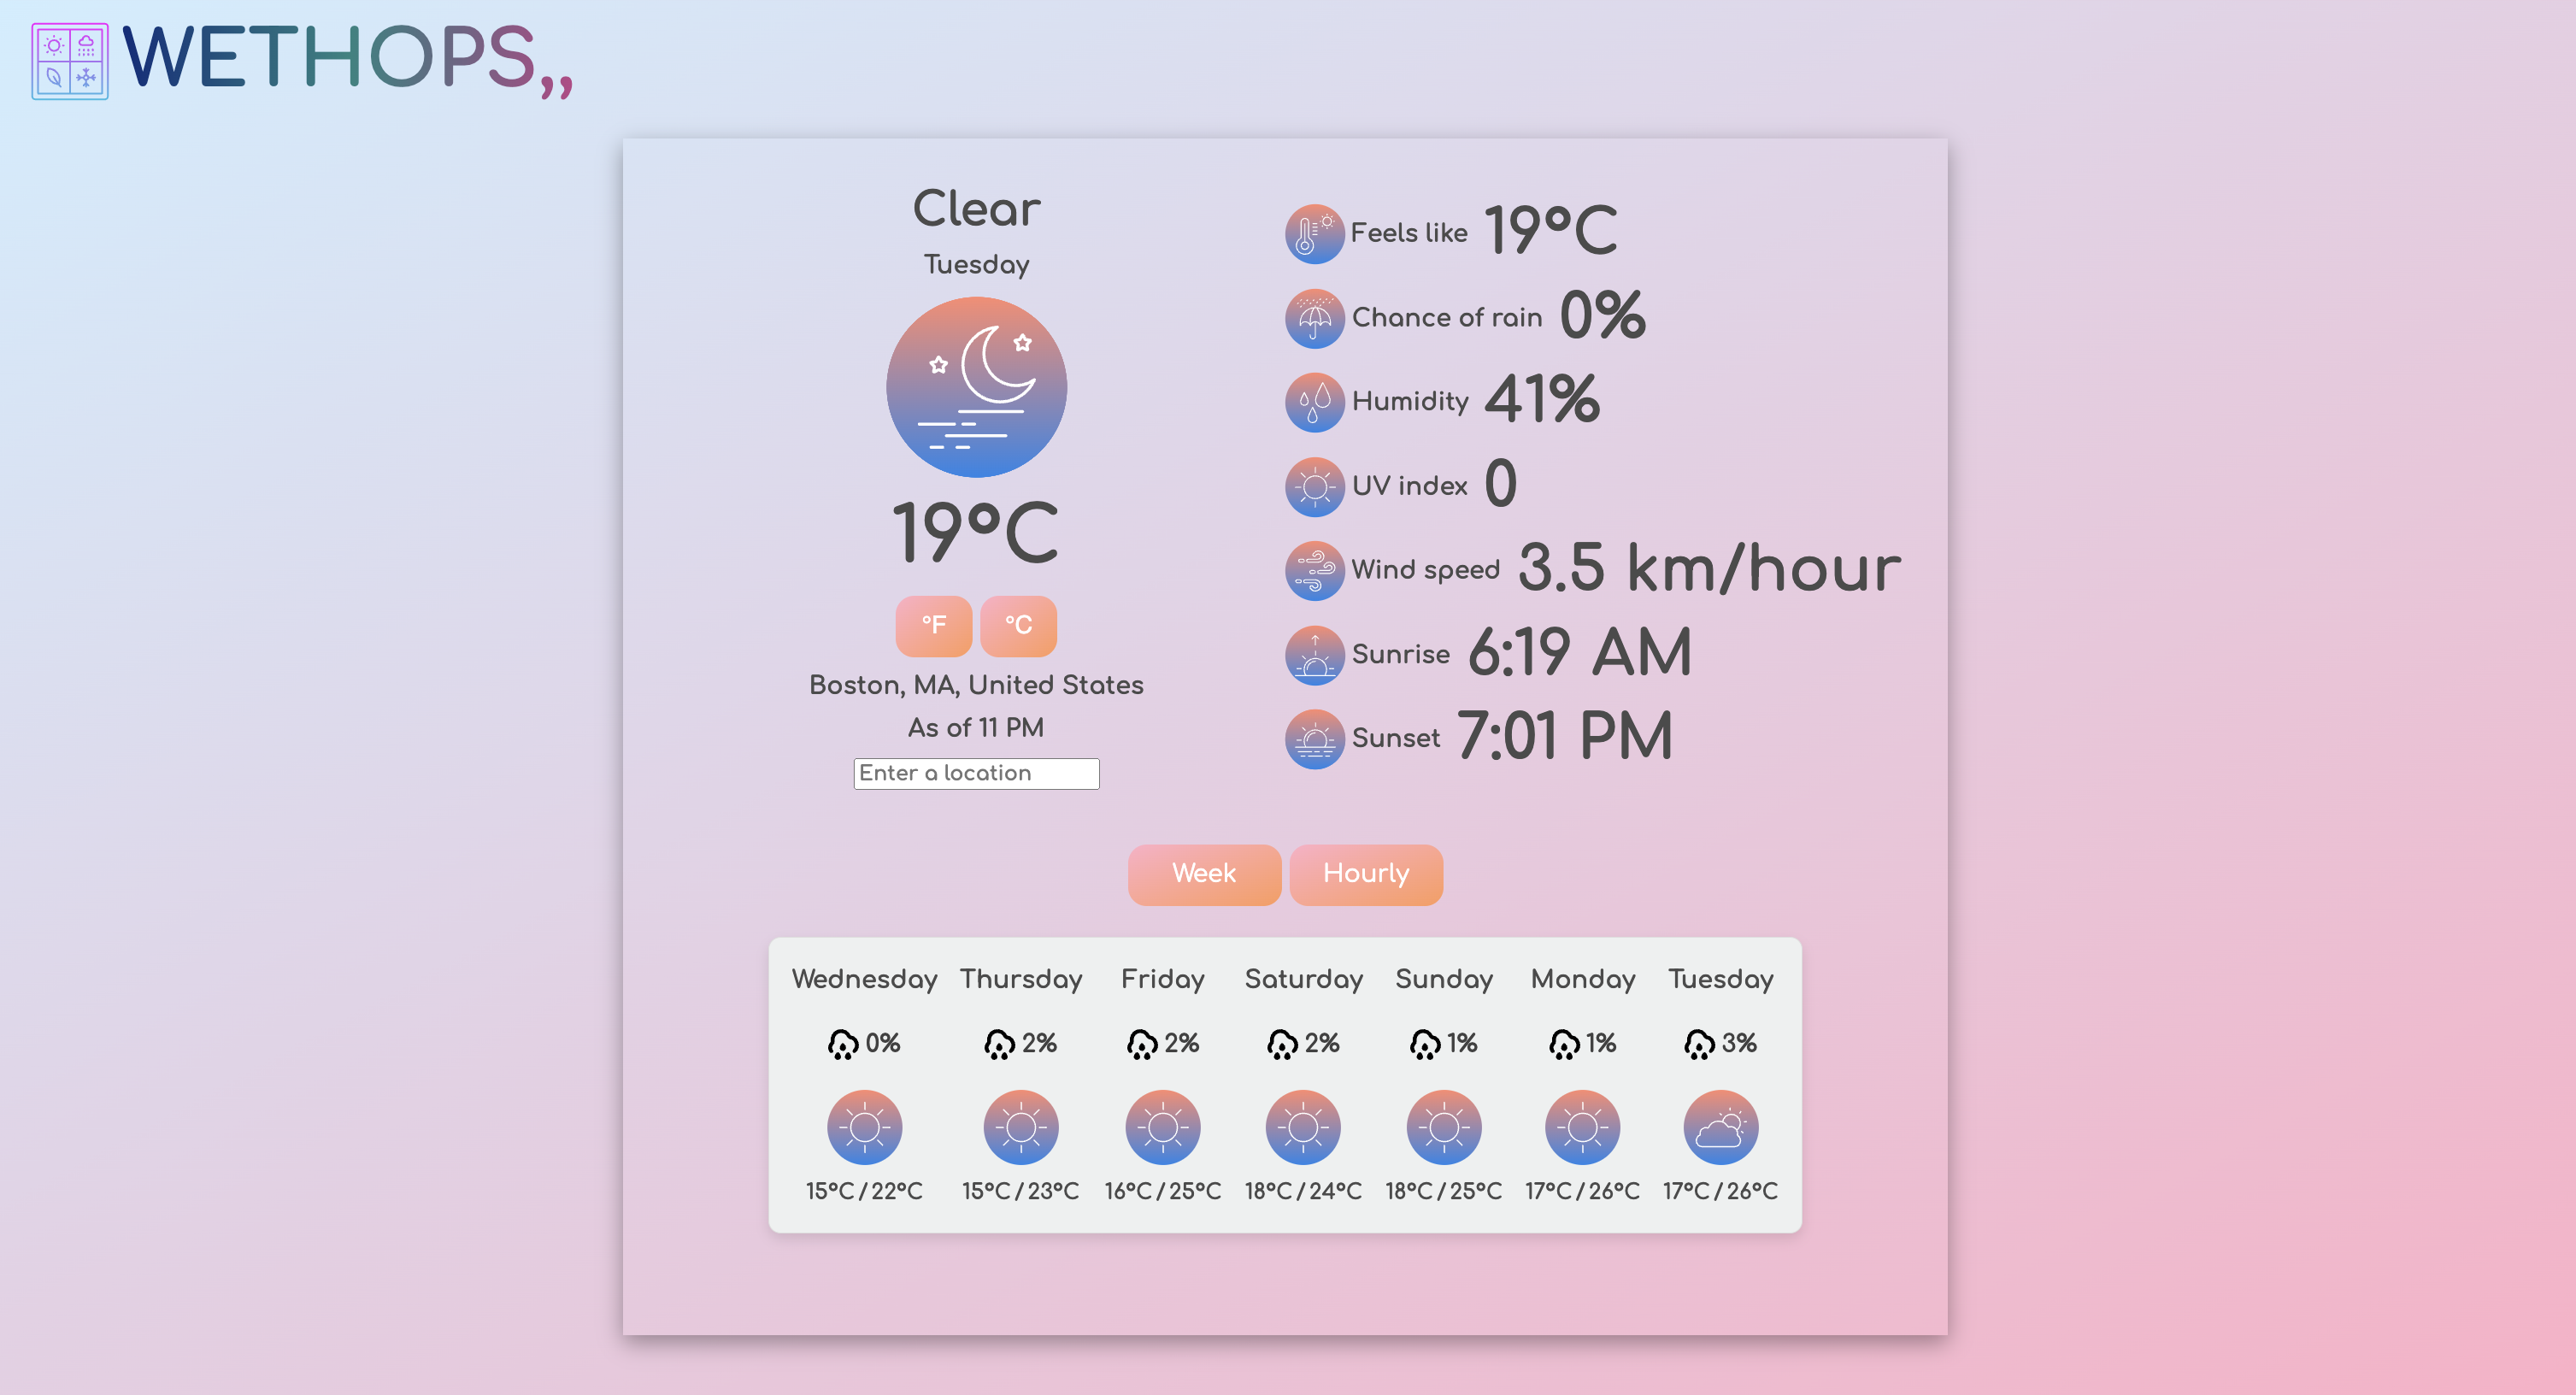 WETHOPS,,
Clear
Tuesday
19°C
°F °C
Boston, MA, United States
As of 11 PM
Enter a location
Feels like 19°C
Chance of rain 0%
Humidity 41%
UV index 0
Wind speed 3.5 km/hour
Sunrise 6:19 AM
Sunset 7:01 PM
Week Hourly
Wednesday Thursday Friday Saturday Sunday Monday Tuesday
0% 2% 2% 2% 1% 1% 3%
15°C / 22°C 15°C / 23°C 16°C / 25°C 18°C / 24°C 18°C / 25°C 17°C / 26°C 17°C / 26°C